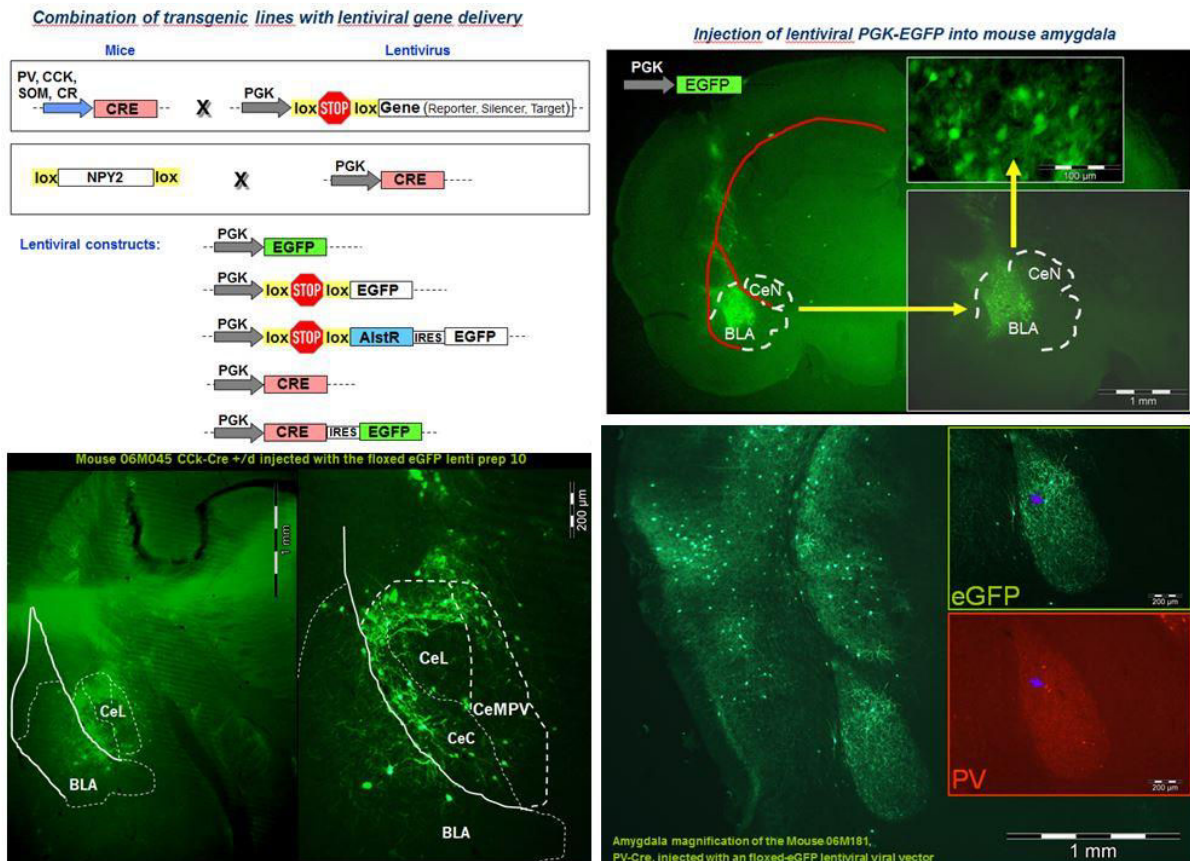 Combination of transgenic lines with lentiviral gene delivery
Mice
Lentivirus
PV, CCK,
SOM, CR
CRE
X
PGK
lox STOP lox Gene (Reporter, Silencer, Target)
lox NPY2 lox
X
PGK
CRE
Lentiviral constructs:
PGK
EGFP
PGK
lox STOP lox EGFP
PGK
lox STOP lox AlstR IRES EGFP
PGK
CRE
PGK
CRE IRES EGFP
Injection of lentiviral PGK-EGFP into mouse amygdala
PGK
EGFP
100 µm
CeN
BLA
CeN
BLA
1 mm
Mouse 06M045 CCk-Cre +/d injected with the floxed eGFP lenti prep 10
1 mm
200 µm
CeL
BLA
CeL
CeMPV
CeC
BLA
eGFP
200 µm
PV
200 µm
Amygdala magnification of the Mouse 06M181,
PV-Cre, injected with an floxed-eGFP lentiviral viral vector
1 mm